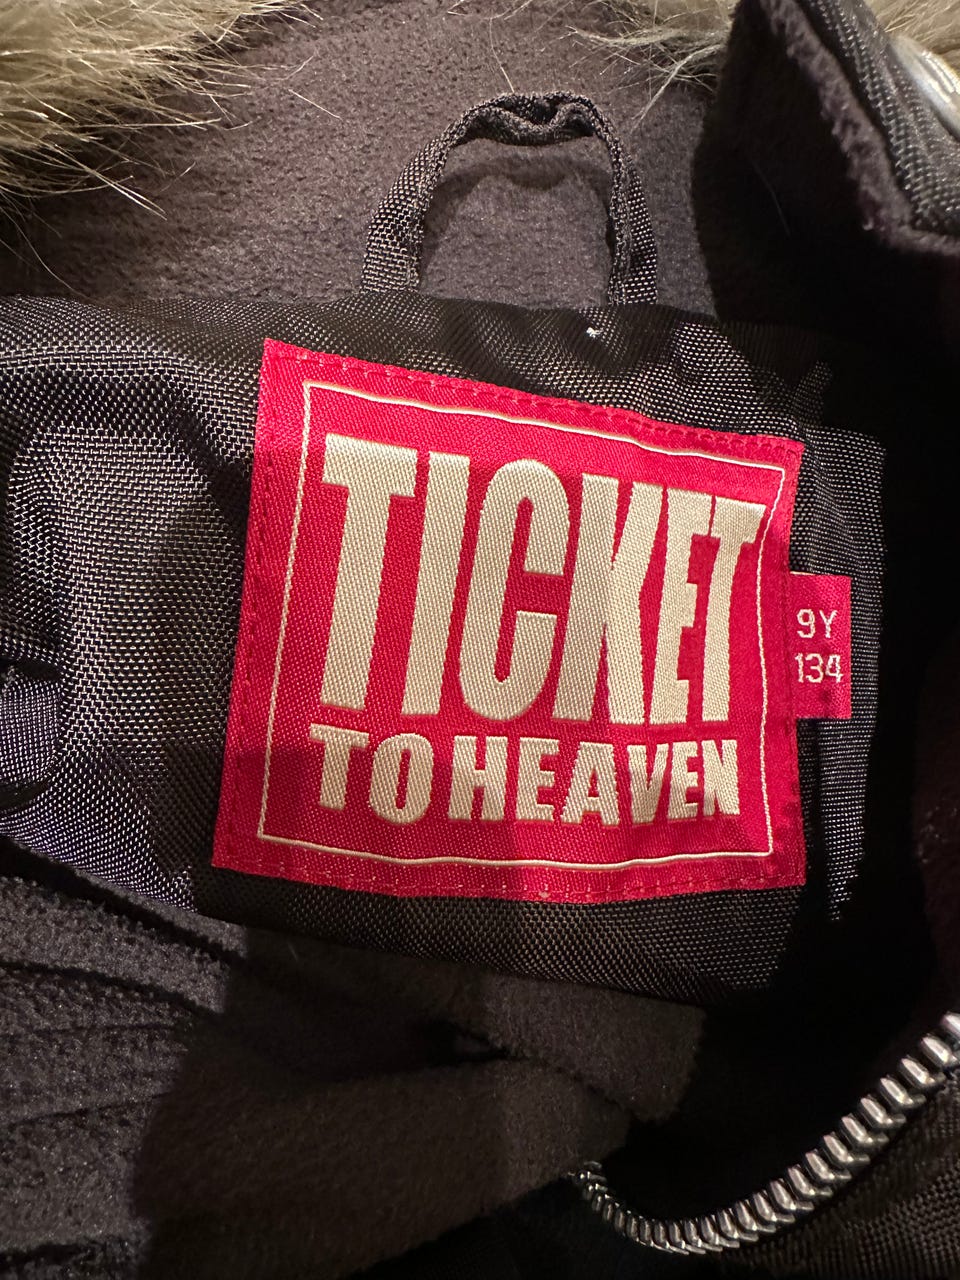 TICKET
TO HEAVEN
9Y
134